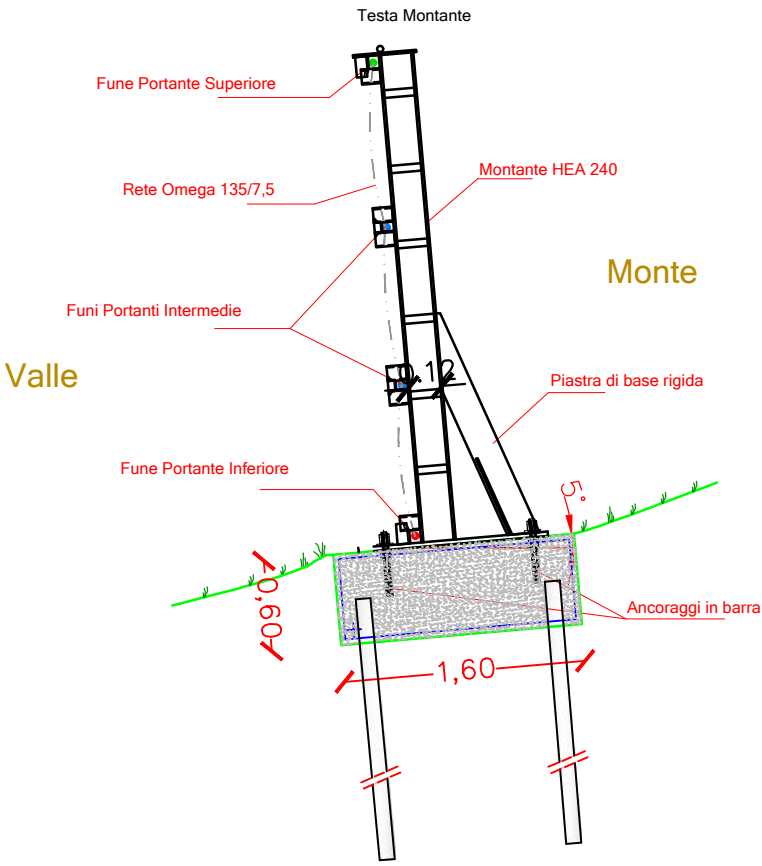 Testa Montante
Fune Portante Superiore
Montante HEA 240
Rete Omega 135/7,5
Monte
Funi Portanti Intermedie
Valle
0.12
Piastra di base rigida
Fune Portante Inferiore
5°
0,60
Ancoraggi in barra
1,60